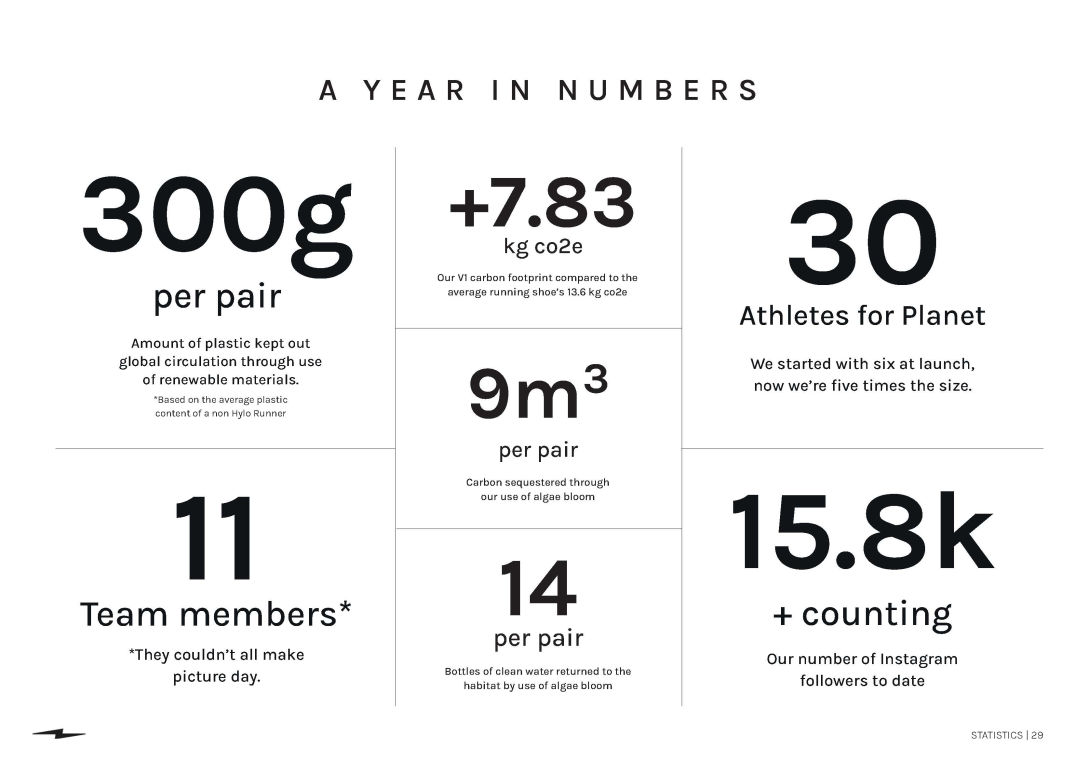 A YEAR IN NUMBERS
300g
per pair
Amount of plastic kept out
global circulation through use
of renewable materials.
*Based on the average plastic
content of a non Hylo Runner
+7.83
kg co2e
Our V1 carbon footprint compared to the
average running shoe's 13.6 kg co2e
30
Athletes for Planet
We started with six at launch,
now we're five times the size.
9m³
per pair
Carbon sequestered through
our use of algae bloom
11
Team members*
*They couldn't all make
picture day.
14
per pair
Bottles of clean water returned to the
habitat by use of algae bloom
15.8k
+ counting
Our number of Instagram
followers to date
STATISTICS | 29